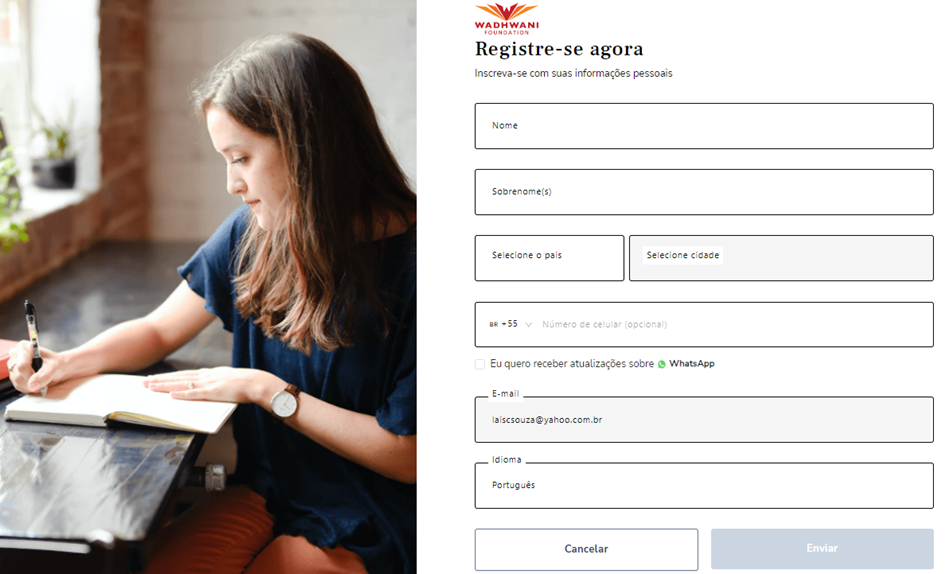 WADHWANI
FOUNDATION
Registre-se agora
Inscreva-se com suas informações pessoais
Nome
Sobrenome(s)
Selecione o país
Selecione cidade
BR +55 Número de celular (opcional)
Eu quero receber atualizações sobre WhatsApp
E-mail
laiscsouza@yahoo.com.br
Idioma
Português
Cancelar
Enviar